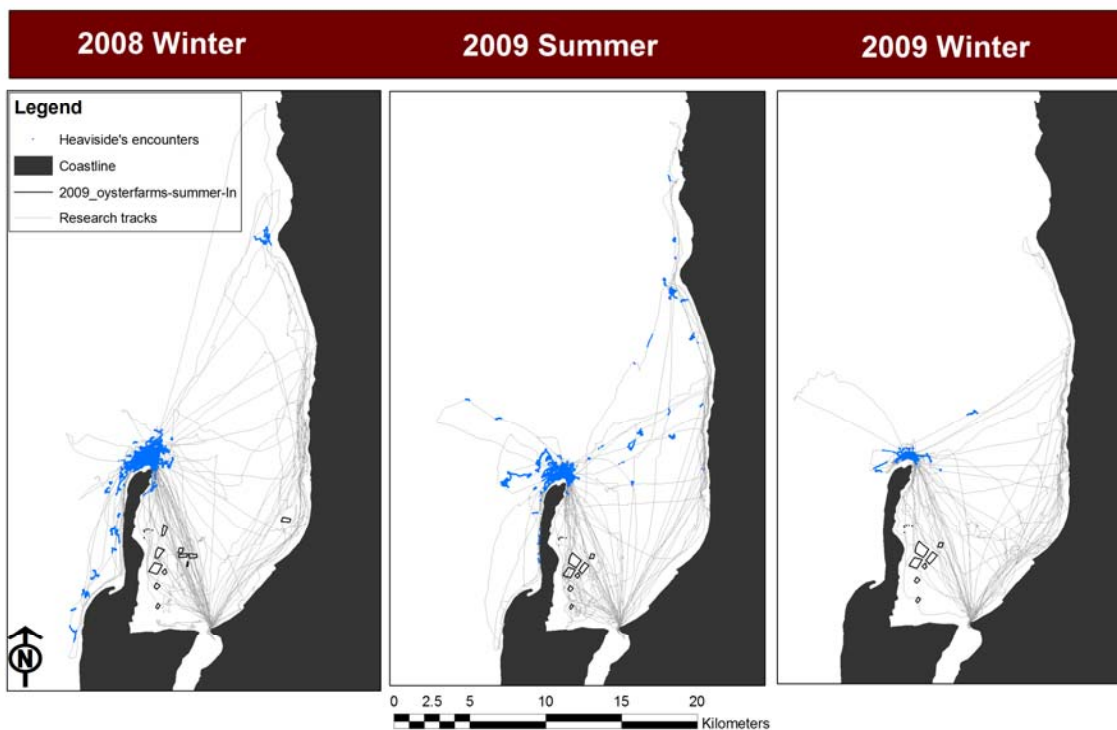 2008 Winter
2009 Summer
2009 Winter
Legend
Heaviside's encounters
Coastline
2009_oysterfarms-summer-ln
Research tracks
N
0 2.5 5 10 15 20
Kilometers